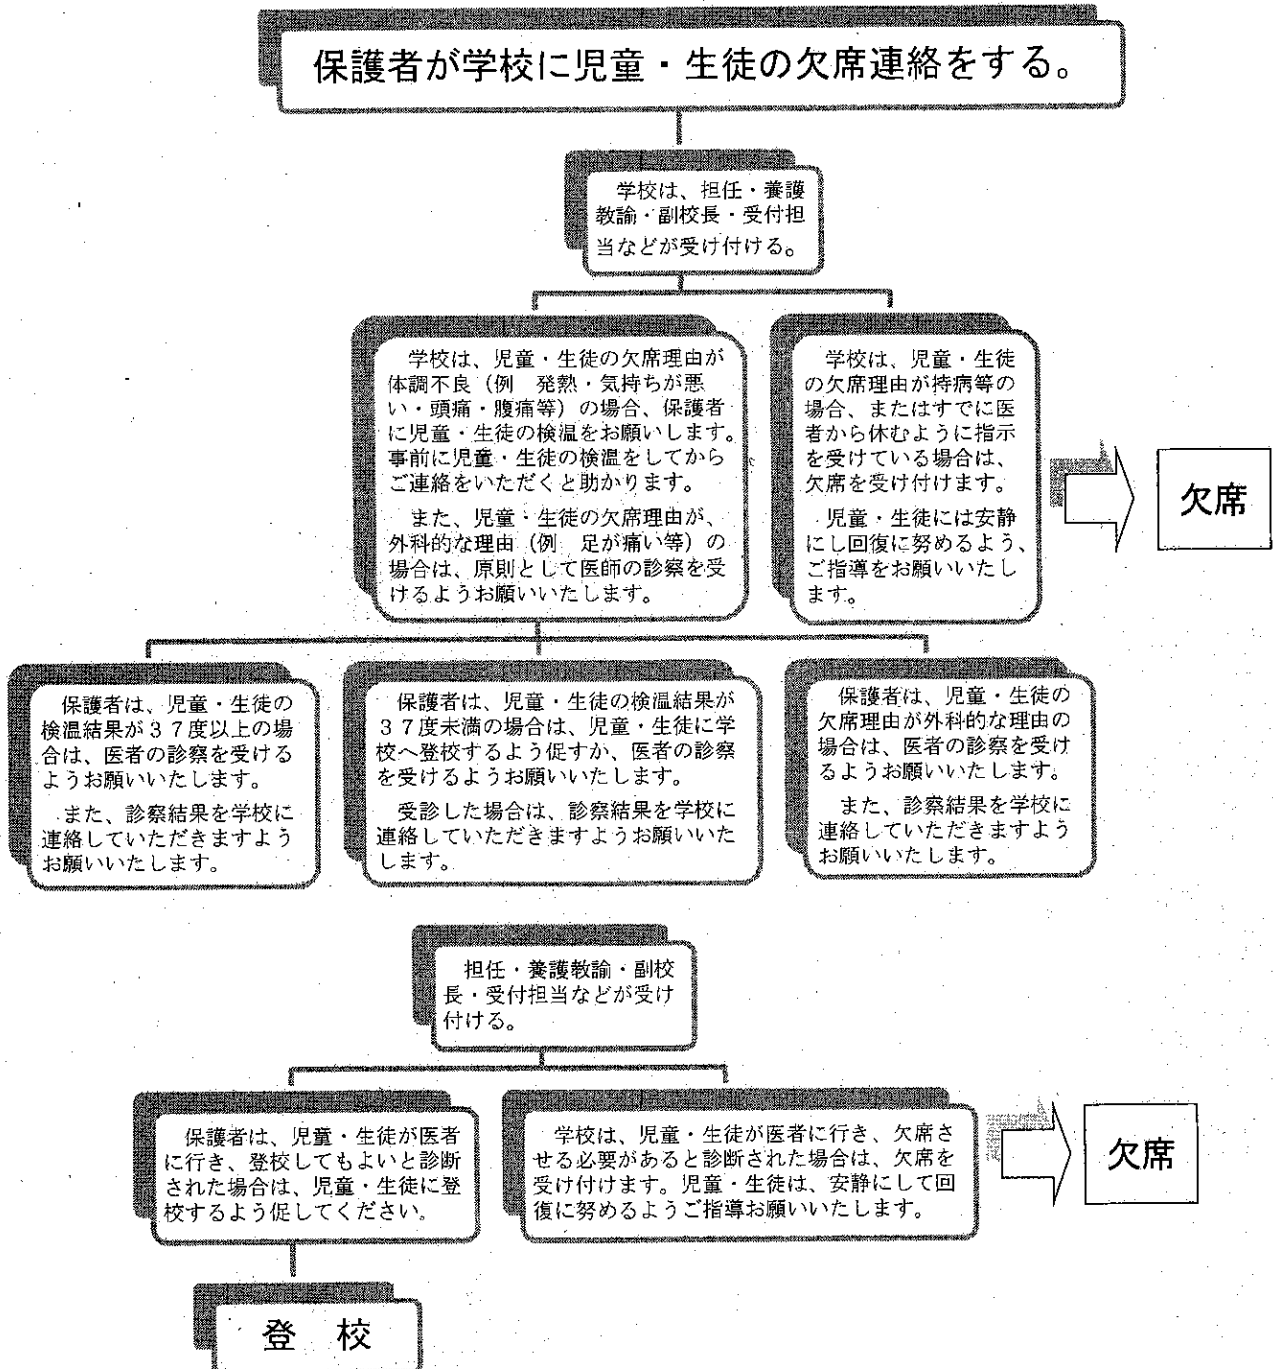 保護者が学校に児童・生徒の欠席連絡をする。
学校は、担任・養護
教諭・副校長・受付担
当などが受け付ける。
学校は、児童・生徒の欠席理由が
体調不良（例　発熱・気持ちが悪
い・頭痛・腹痛等）の場合、保護者
に児童・生徒の検温をお願いします。
事前に児童・生徒の検温をしてから
ご連絡をいただくと助かります。
また、児童・生徒の欠席理由が、
外科的な理由（例　足が痛い等）の
場合は、原則として医師の診察を受
けるようお願いいたします。
学校は、児童・生徒
の欠席理由が持病等の
場合、またはすでに医
者から休むように指示
を受けている場合は、
欠席を受け付けます。
児童・生徒には安静
にし回復に努めるよう、
ご指導をお願いいたし
ます。
欠席
保護者は、児童・生徒の
検温結果が３７度以上の場
合は、医者の診察を受ける
ようお願いいたします。
また、診察結果を学校に
連絡していただきますよう
お願いいたします。
保護者は、児童・生徒の検温結果が
３７度未満の場合は、児童・生徒に学
校へ登校するよう促すか、医者の診察
を受けるようお願いいたします。
受診した場合は、診察結果を学校に
連絡していただきますようお願いいた
します。
保護者は、児童・生徒の
欠席理由が外科的な理由の
場合は、医者の診察を受け
るようお願いいたします。
また、診察結果を学校に
連絡していただきますよう
お願いいたします。
担任・養護教諭・副校
長・受付担当などが受け
付ける。
保護者は、児童・生徒が医者
に行き、登校してもよいと診断
された場合は、児童・生徒に登
校するよう促してください。
学校は、児童・生徒が医者に行き、欠席さ
せる必要があると診断された場合は、欠席を
受け付けます。児童・生徒は、安静にして回
復に努めるようご指導お願いいたします。
欠席
登　校